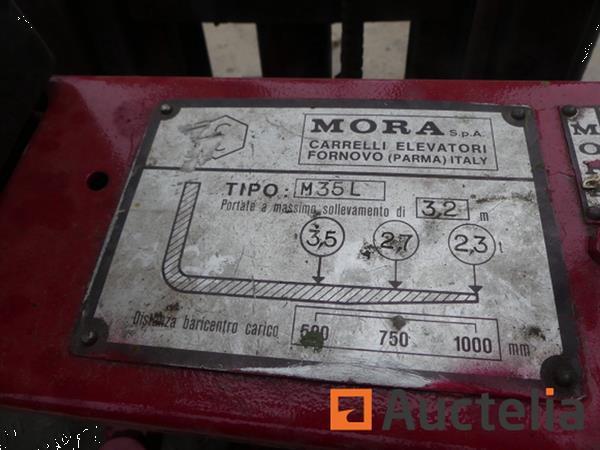 MORA S.p.A.
CARRELLI ELEVATORI
FORNOVO (PARMA) ITALY
TIPO: M35L
Portate a massimo sollevamento di 3,2 m
3,5 2,7 2,3 t
Distanza baricentro carico 500 750 1000 mm
Auctelia